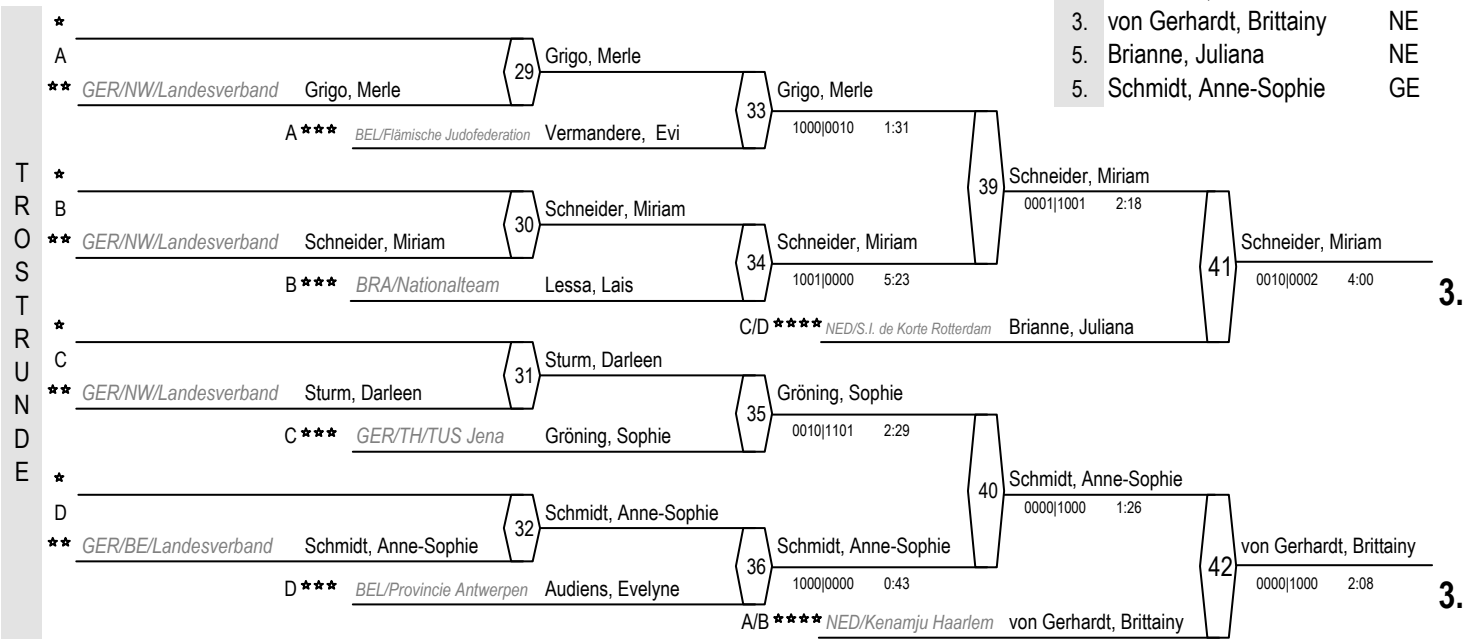 3. von Gerhardt, Brittainy NE
5. Brianne, Juliana NE
5. Schmidt, Anne-Sophie GE
TROSTRUNDE
*
A
** GER/NW/Landesverband Grigo, Merle
29
Grigo, Merle
A *** BEL/Flämische Judofederation Vermandere, Evi
33
Grigo, Merle
1000|0010 1:31
*
B
** GER/NW/Landesverband Schneider, Miriam
30
Schneider, Miriam
B *** BRA/Nationalteam Lessa, Lais
34
Schneider, Miriam
1001|0000 5:23
39
Schneider, Miriam
0001|1001 2:18
C/D **** NED/S.I. de Korte Rotterdam Brianne, Juliana
41
Schneider, Miriam
0010|0002 4:00
3.
*
C
** GER/NW/Landesverband Sturm, Darleen
31
Sturm, Darleen
C *** GER/TH/TUS Jena Gröning, Sophie
35
Gröning, Sophie
0010|1101 2:29
*
D
** GER/BE/Landesverband Schmidt, Anne-Sophie
32
Schmidt, Anne-Sophie
D *** BEL/Provincie Antwerpen Audiens, Evelyne
36
Schmidt, Anne-Sophie
1000|0000 0:43
40
Schmidt, Anne-Sophie
0000|1000 1:26
A/B **** NED/Kenamju Haarlem von Gerhardt, Brittainy
42
von Gerhardt, Brittainy
0000|1000 2:08
3.